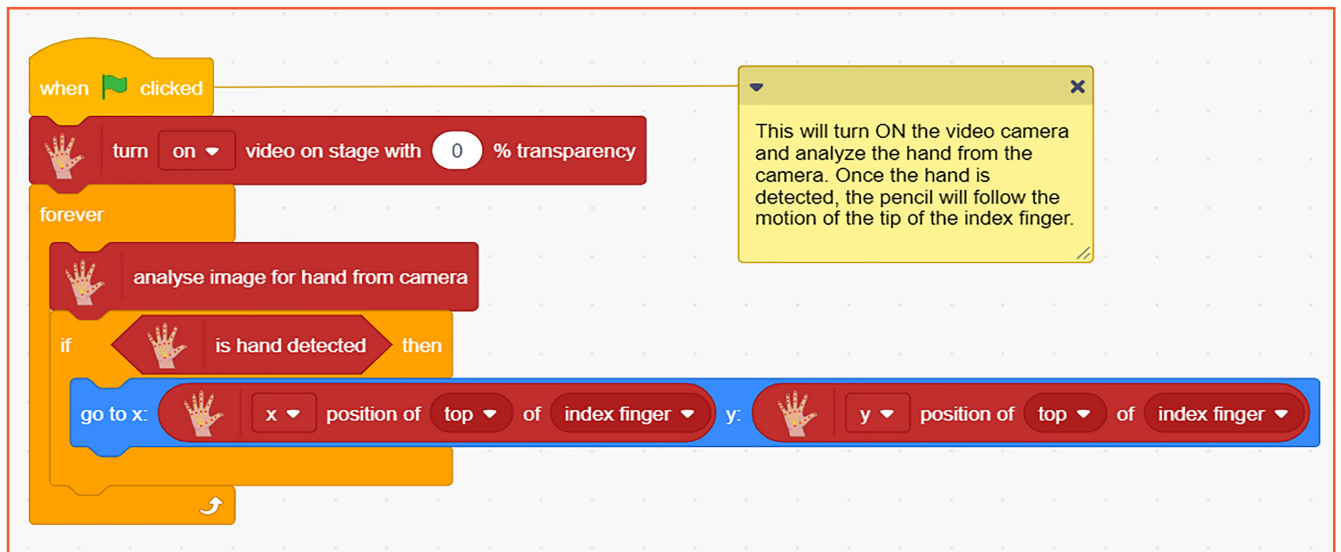 when clicked
turn on video on stage with 0 % transparency
forever
analyse image for hand from camera
if is hand detected then
go to x: x position of top of index finger y: y position of top of index finger
This will turn ON the video camera
and analyze the hand from the
camera. Once the hand is
detected, the pencil will follow the
motion of the tip of the index finger.